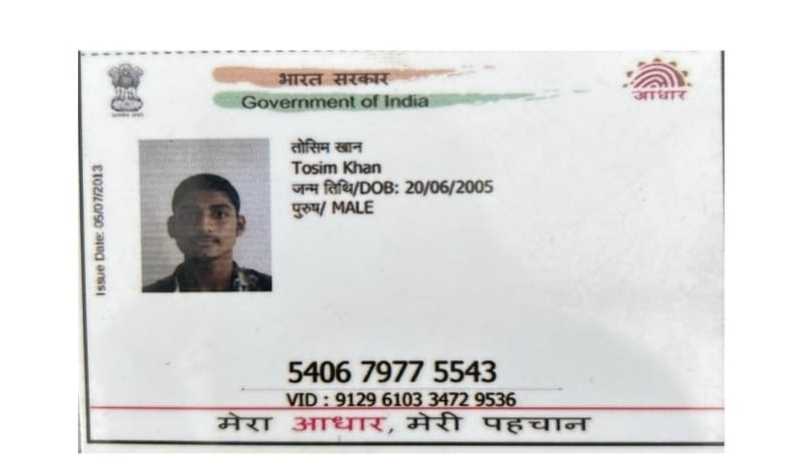 भारत सरकार
Government of India
आधार
Issue Date: 05/07/2013
तोसिम खान
Tosim Khan
जन्म तिथि/DOB: 20/06/2005
पुरुष/ MALE
5406 7977 5543
VID : 9129 6103 3472 9536
मेरा आधार, मेरी पहचान